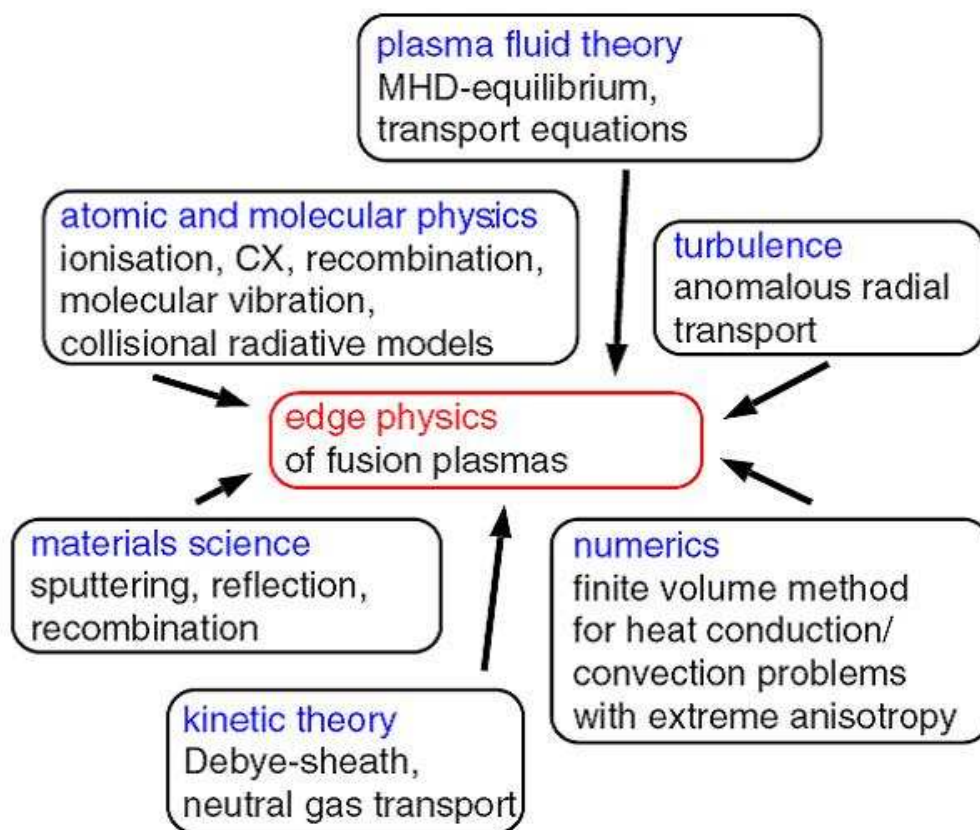 plasma fluid theory
MHD-equilibrium,
transport equations
atomic and molecular physics
ionisation, CX, recombination,
molecular vibration,
collisional radiative models
turbulence
anomalous radial
transport
edge physics
of fusion plasmas
materials science
sputtering, reflection,
recombination
numerics
finite volume method
for heat conduction/
convection problems
with extreme anisotropy
kinetic theory
Debye-sheath,
neutral gas transport